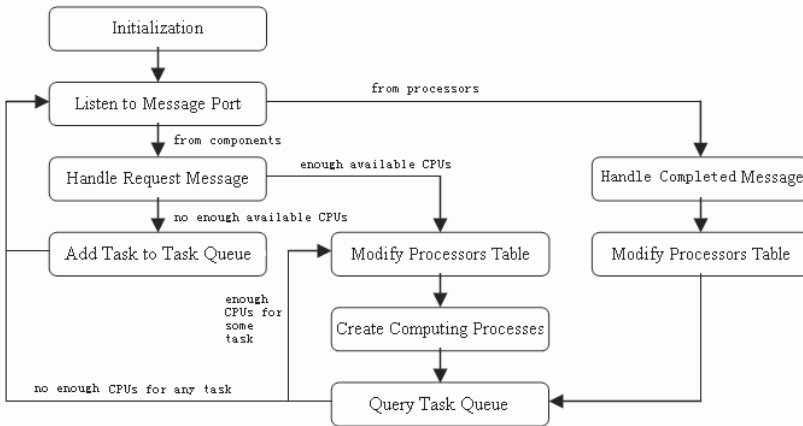 Initialization
Listen to Message Port
from processors
from components
Handle Request Message
enough available CPUs
Handle Completed Message
no enough available CPUs
Add Task to Task Queue
Modify Processors Table
Modify Processors Table
enough
CPUs for
some
task
Create Computing Processes
no enough CPUs for any task
Query Task Queue